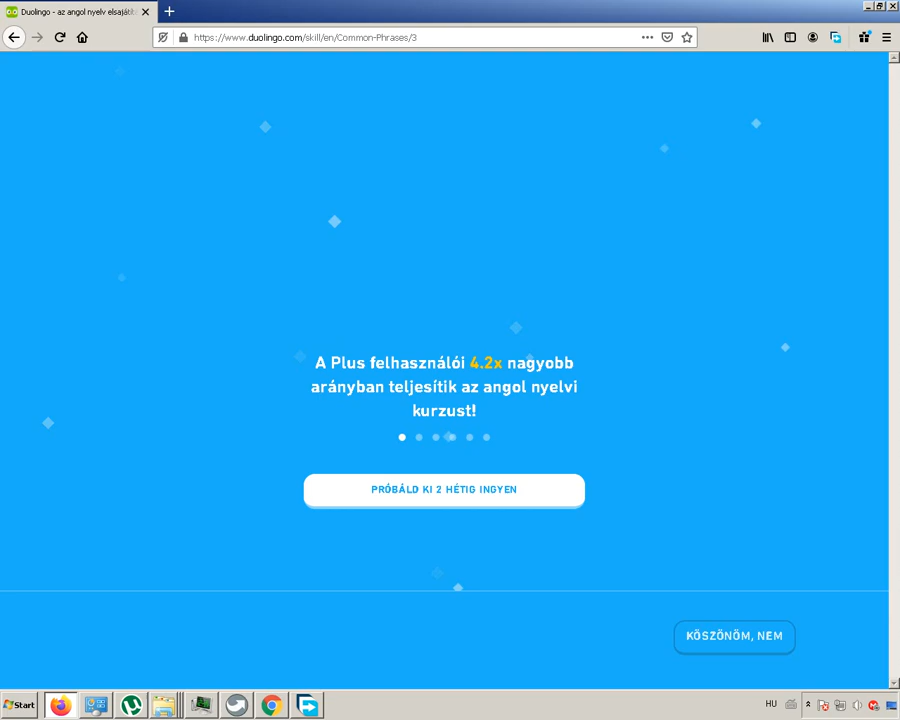 Duolingo - az angol nyelv elsajátít
https://www.duolingo.com/skill/en/Common-Phrases/3
A Plus felhasználói 4.2x nagyobb
arányban teljesítik az angol nyelvi
kurzust!
PRÓBÁLD KI 2 HÉTIG INGYEN
KÖSZÖNÖM, NEM
Start
HU